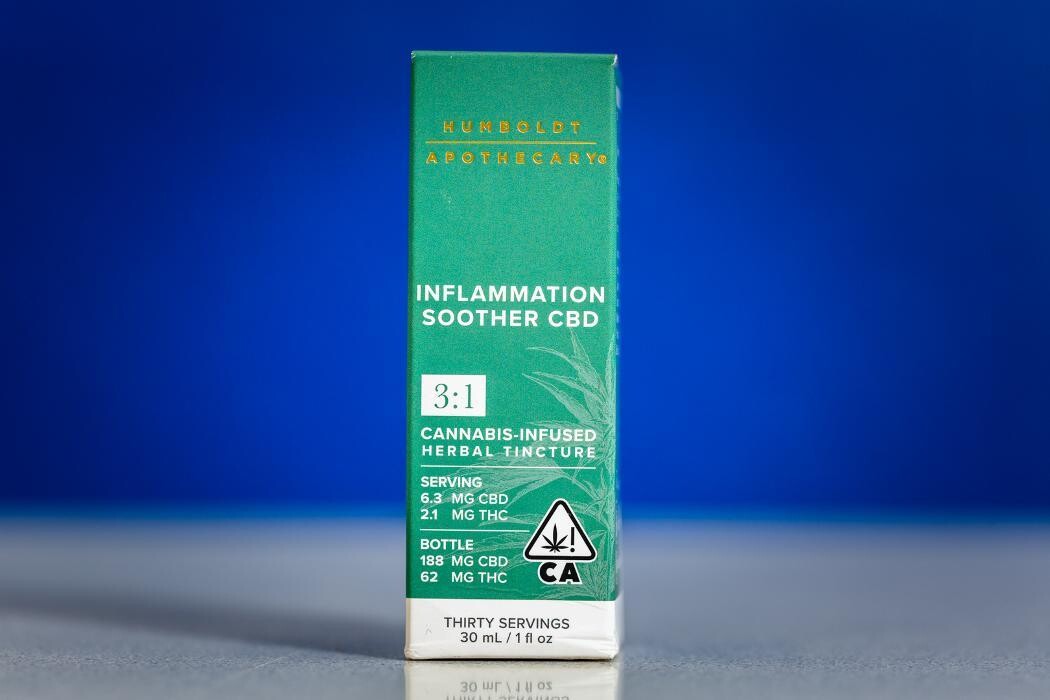 HUMBOLDT
APOTHECARY®
INFLAMMATION
SOOTHER CBD
3:1
CANNABIS-INFUSED
HERBAL TINCTURE
SERVING
6.3 MG CBD
2.1 MG THC
BOTTLE
188 MG CBD
62 MG THC
!
CA
THIRTY SERVINGS
30 mL / 1 fl oz